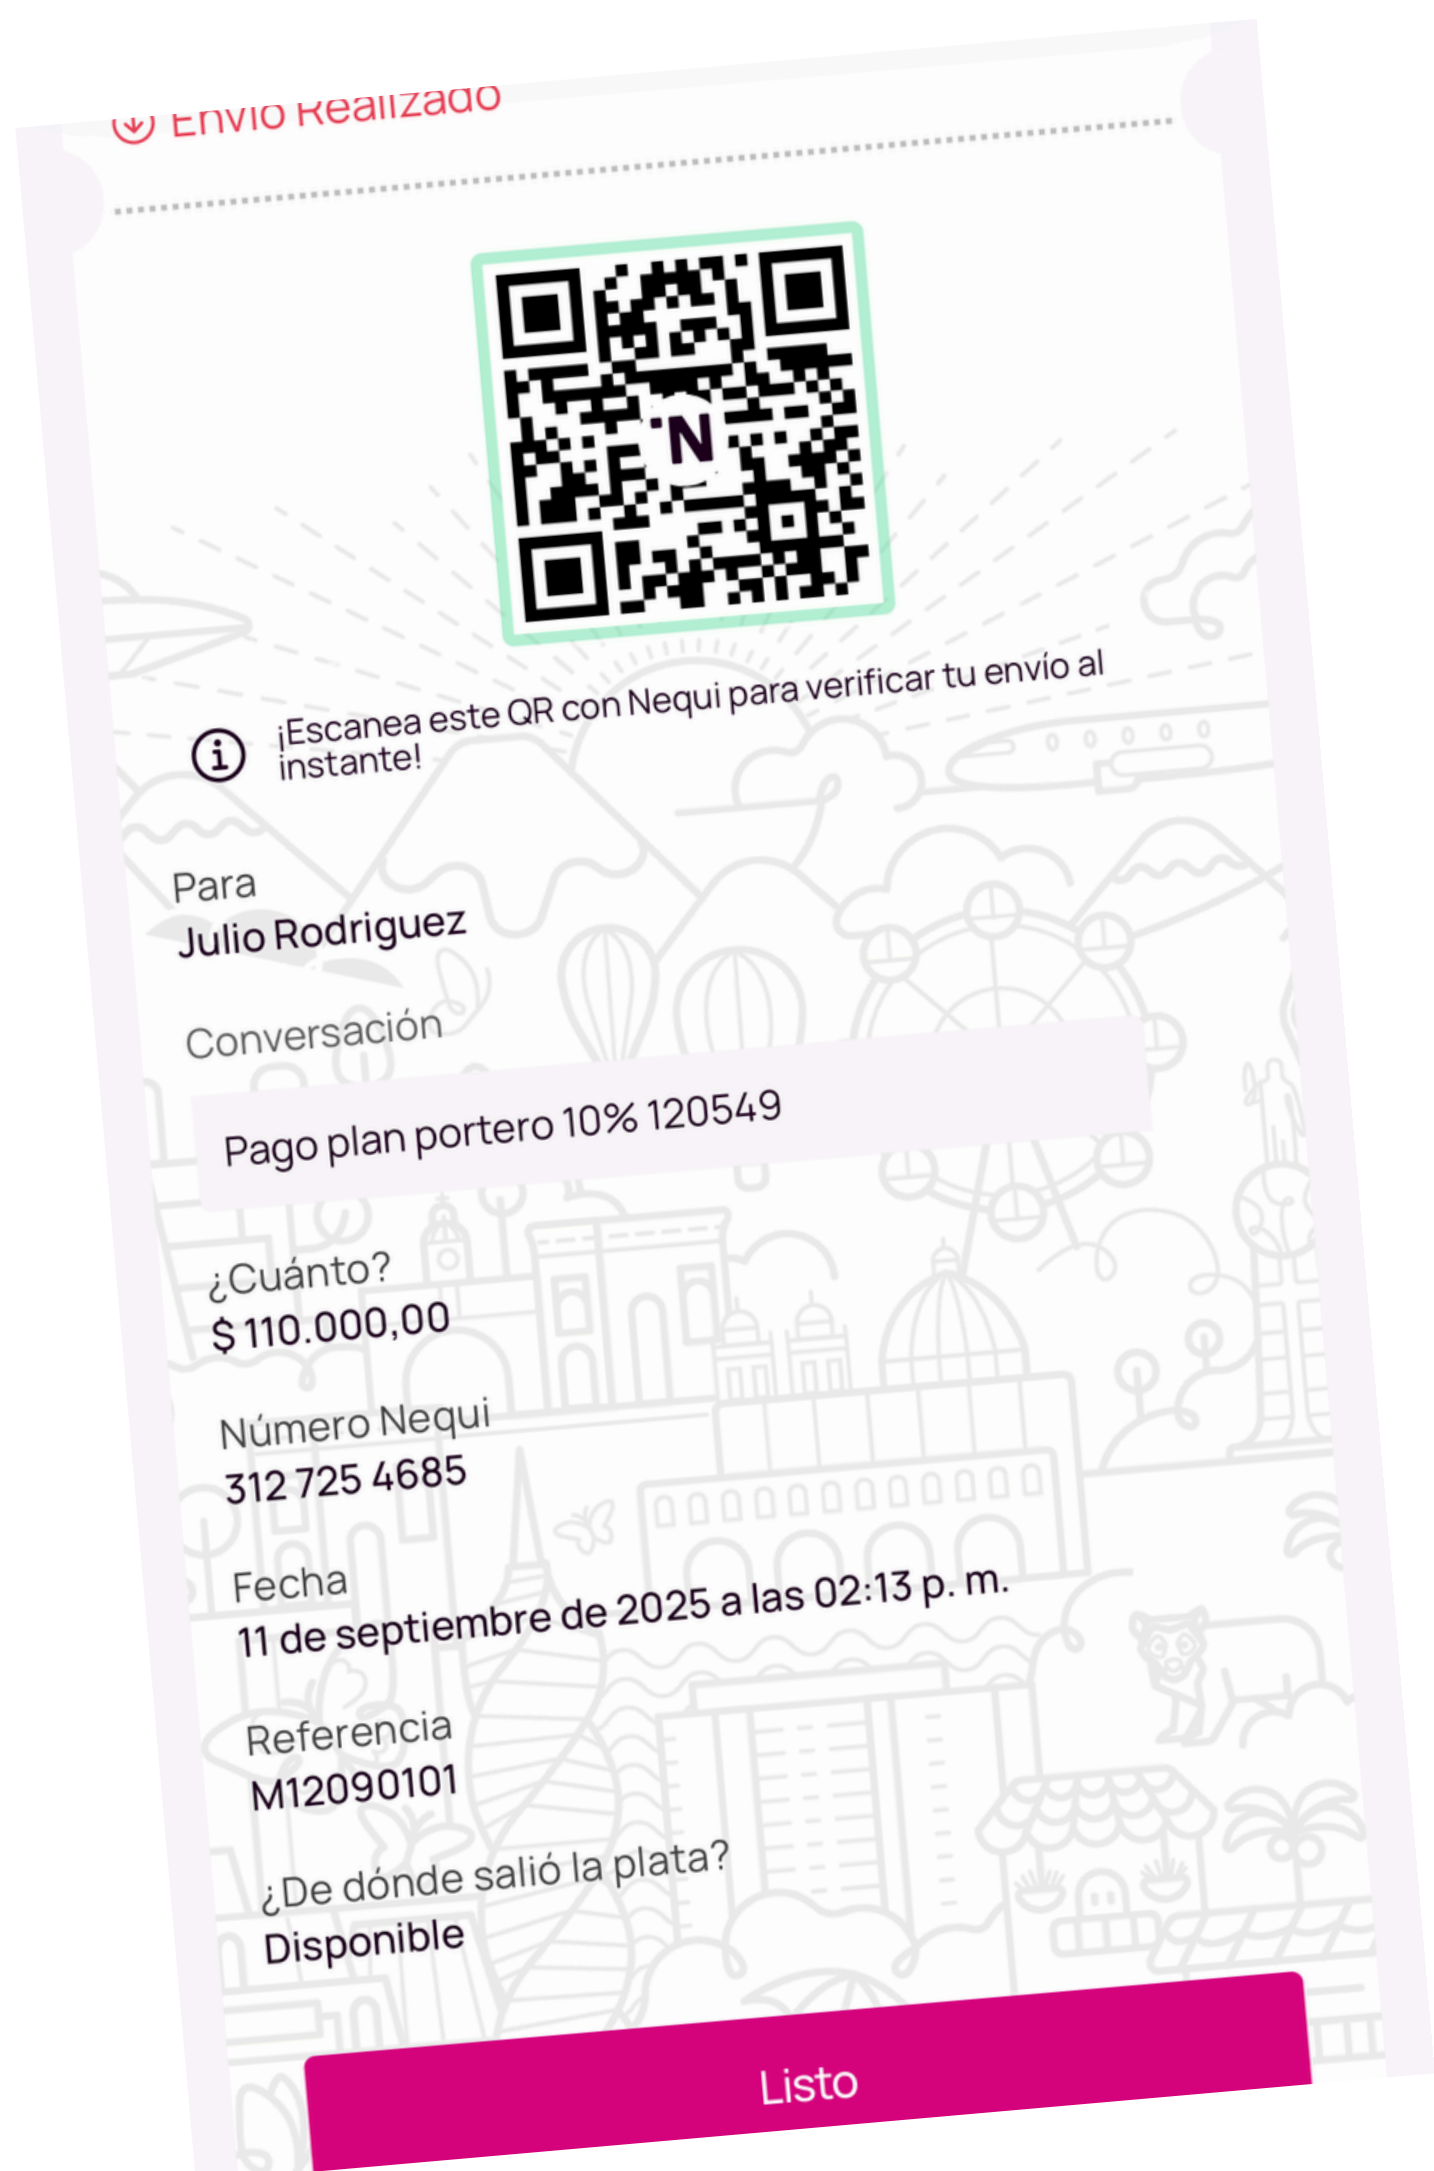 Envío Realizado
N
¡Escanea este QR con Nequi para verificar tu envío al
instante!
Para
Julio Rodriguez
Conversación
Pago plan portero 10% 120549
¿Cuánto?
$ 110.000,00
Número Nequi
312 725 4685
Fecha
11 de septiembre de 2025 a las 02:13 p. m.
Referencia
M12090101
¿De dónde salió la plata?
Disponible
Listo